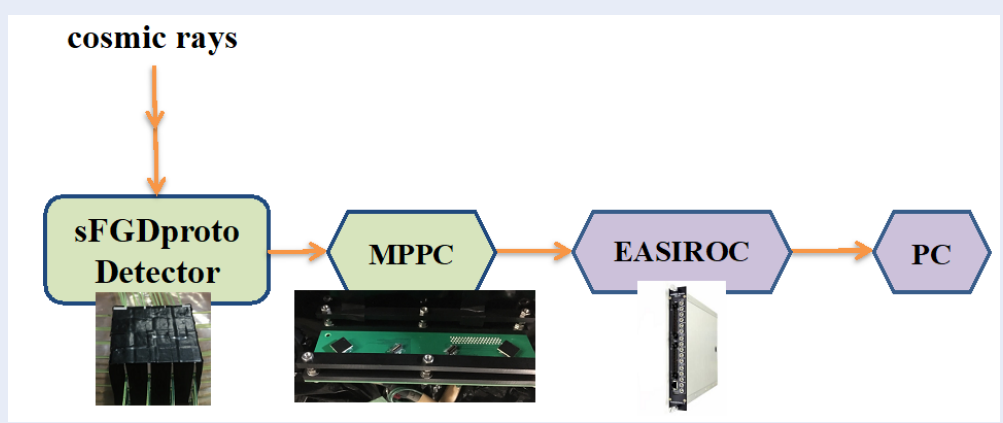 cosmic rays
sFGDproto
Detector
MPPC
EASIROC
PC